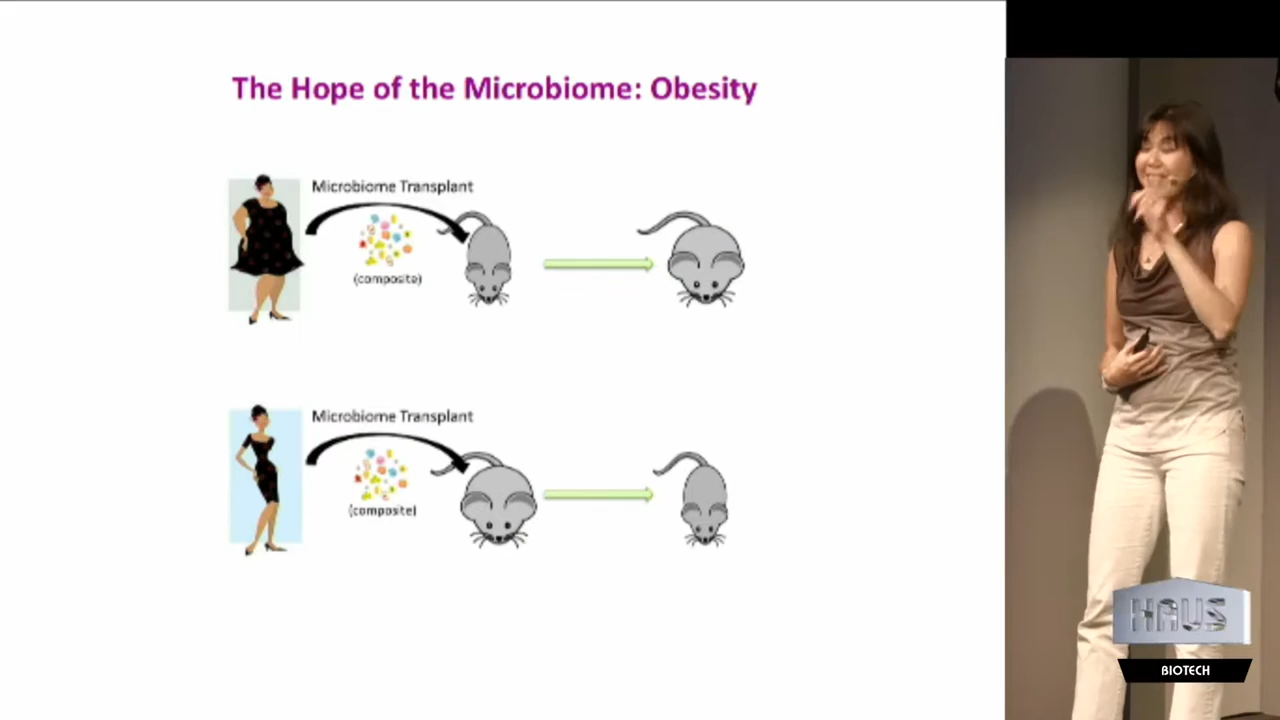 The Hope of the Microbiome: Obesity
Microbiome Transplant
(composite)
Microbiome Transplant
(composite)
HAUS
BIOTECH